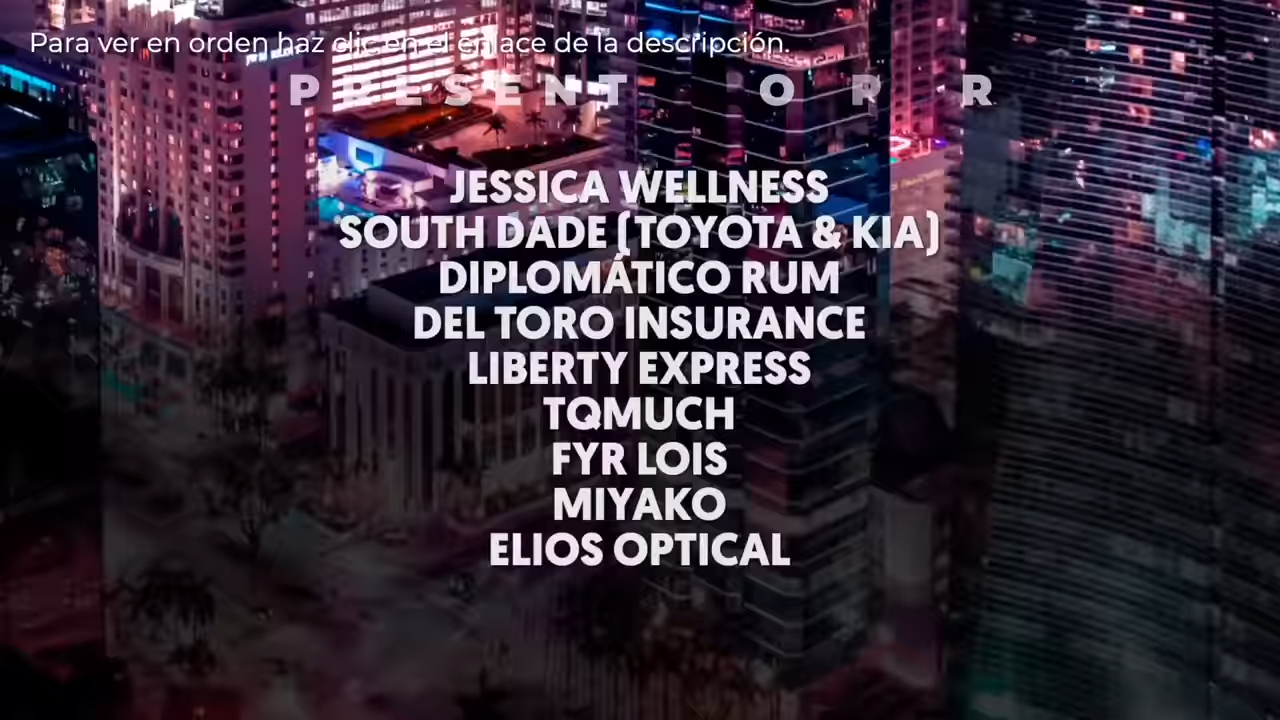 Para ver en orden haz clic en el enlace de la descripción.
JESSICA WELLNESS
SOUTH DADE (TOYOTA & KIA)
DIPLOMÁTICO RUM
DEL TORO INSURANCE
LIBERTY EXPRESS
TQMUCH
FYR LOIS
MIYAKO
ELIOS OPTICAL